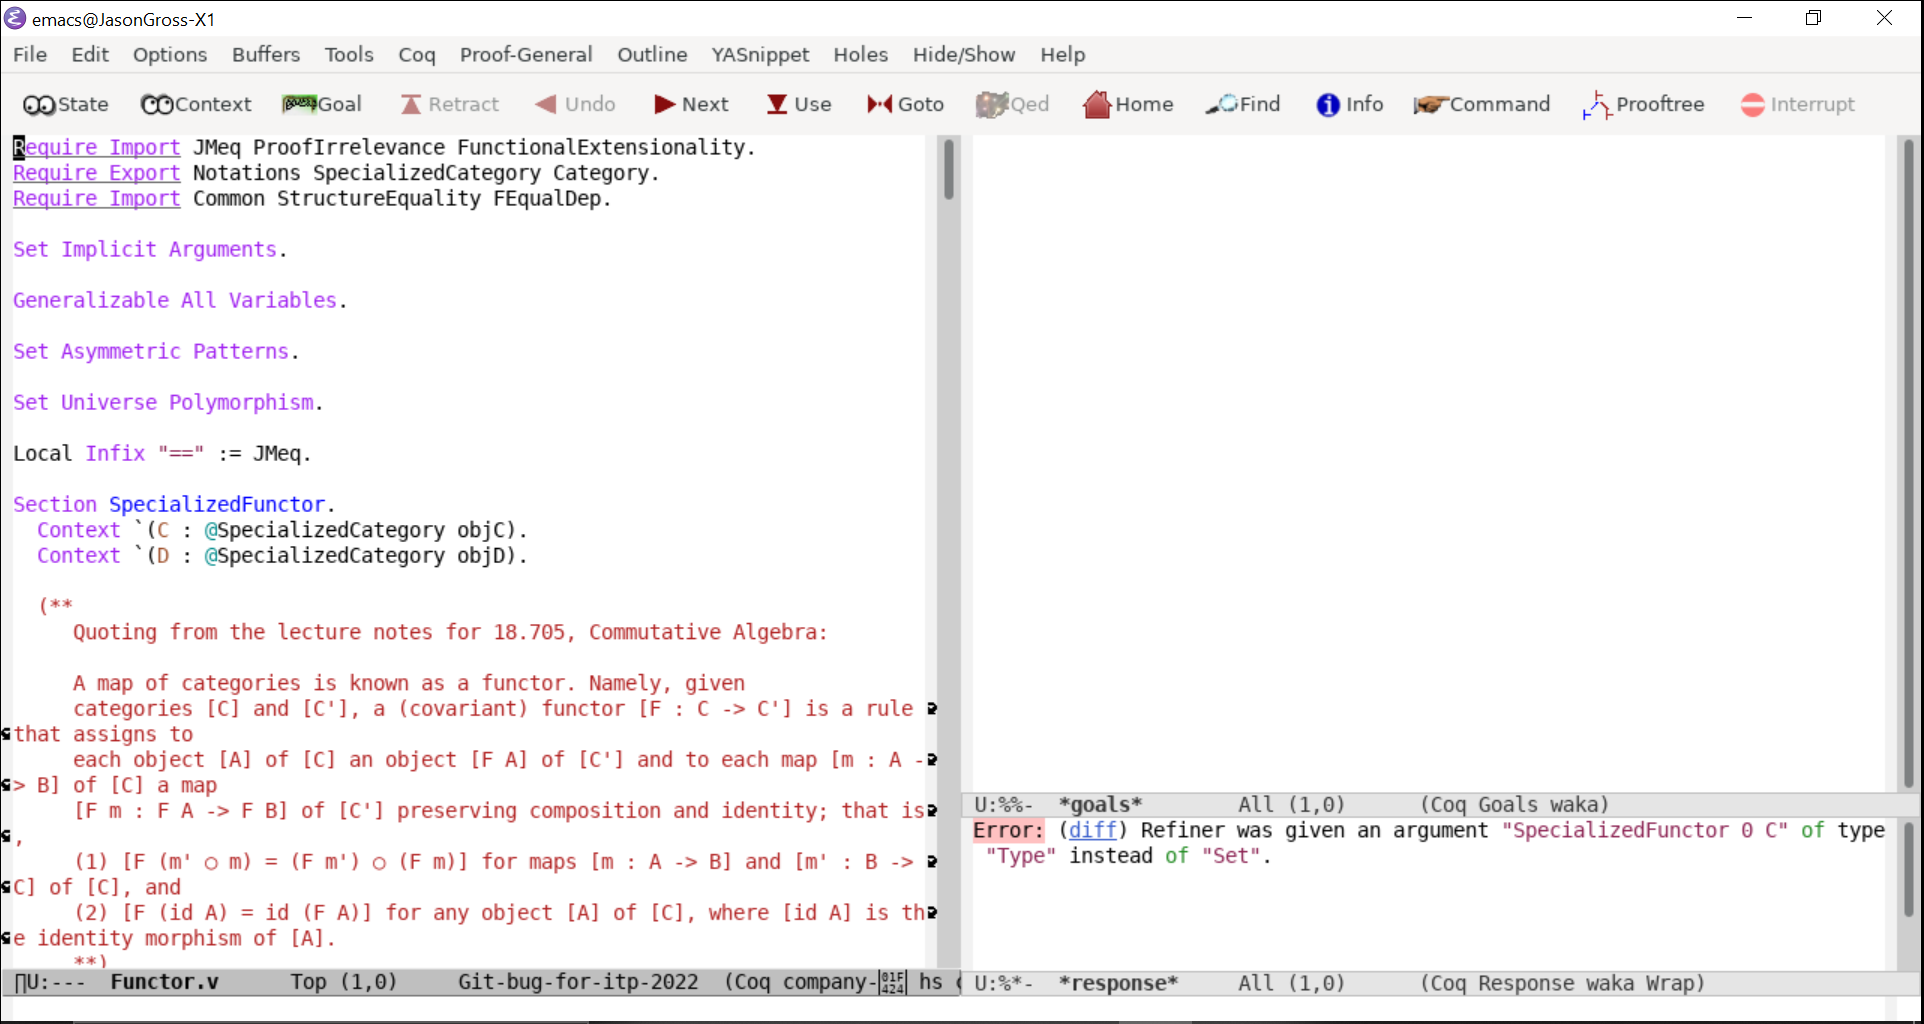 emacs@JasonGross-X1
File Edit Options Buffers Tools Coq Proof-General Outline YASnippet Holes Hide/Show Help
State Context Goal Retract Undo Next Use Goto Qed Home Find Info Command Prooftree Interrupt
Require Import JMeq ProofIrrelevance FunctionalExtensionality.
Require Export Notations SpecializedCategory Category.
Require Import Common StructureEquality FEqualDep.
Set Implicit Arguments.
Generalizable All Variables.
Set Asymmetric Patterns.
Set Universe Polymorphism.
Local Infix "==" := JMeq.
Section SpecializedFunctor.
Context `(C : @SpecializedCategory objC).
Context `(D : @SpecializedCategory objD).
(**
Quoting from the lecture notes for 18.705, Commutative Algebra:
A map of categories is known as a functor. Namely, given
categories [C] and [C'], a (covariant) functor [F : C -> C'] is a rule
that assigns to
each object [A] of [C] an object [F A] of [C'] and to each map [m : A -
> B] of [C] a map
[F m : F A -> F B] of [C'] preserving composition and identity; that is
,
(1) [F (m' ○ m) = (F m') ○ (F m)] for maps [m : A -> B] and [m' : B ->
C] of [C], and
(2) [F (id A) = id (F A)] for any object [A] of [C], where [id A] is th
e identity morphism of [A].
**)
U:--- Functor.v Top (1,0) Git-bug-for-itp-2022 (Coq company-01F424 hs
U:%%- *goals* All (1,0) (Coq Goals waka)
Error: (diff) Refiner was given an argument "SpecializedFunctor 0 C" of type
"Type" instead of "Set".
U:%*- *response* All (1,0) (Coq Response waka Wrap)